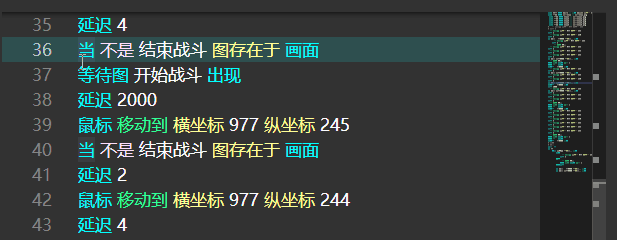 35 延迟 4
36 当 不是 结束战斗 图存在于 画面
37 等待图 开始战斗 出现
38 延迟 2000
39 鼠标 移动到 横坐标 977 纵坐标 245
40 当 不是 结束战斗 图存在于 画面
41 延迟 2
42 鼠标 移动到 横坐标 977 纵坐标 244
43 延迟 4